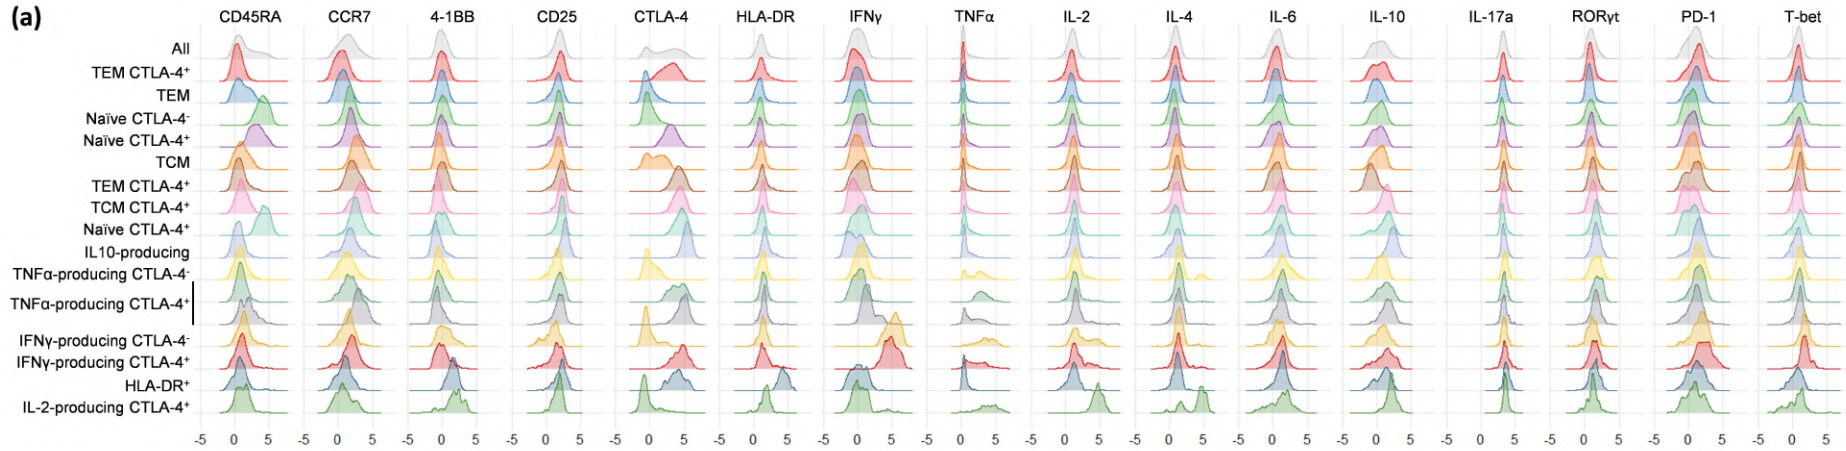 (a)
CD45RA CCR7 4-1BB CD25 CTLA-4 HLA-DR IFNγ TNFα IL-2 IL-4 IL-6 IL-10 IL-17a RORγt PD-1 T-bet
All
TEM CTLA-4⁺
TEM
Naïve CTLA-4⁻
Naïve CTLA-4⁺
TCM
TEM CTLA-4⁺
TCM CTLA-4⁺
Naïve CTLA-4⁺
IL10-producing
TNFα-producing CTLA-4⁻
TNFα-producing CTLA-4⁺
IFNγ-producing CTLA-4⁻
IFNγ-producing CTLA-4⁺
HLA-DR⁺
IL-2-producing CTLA-4⁺
-5 0 5 -5 0 5 -5 0 5 -5 0 5 -5 0 5 -5 0 5 -5 0 5 -5 0 5 -5 0 5 -5 0 5 -5 0 5 -5 0 5 -5 0 5 -5 0 5 -5 0 5 -5 0 5